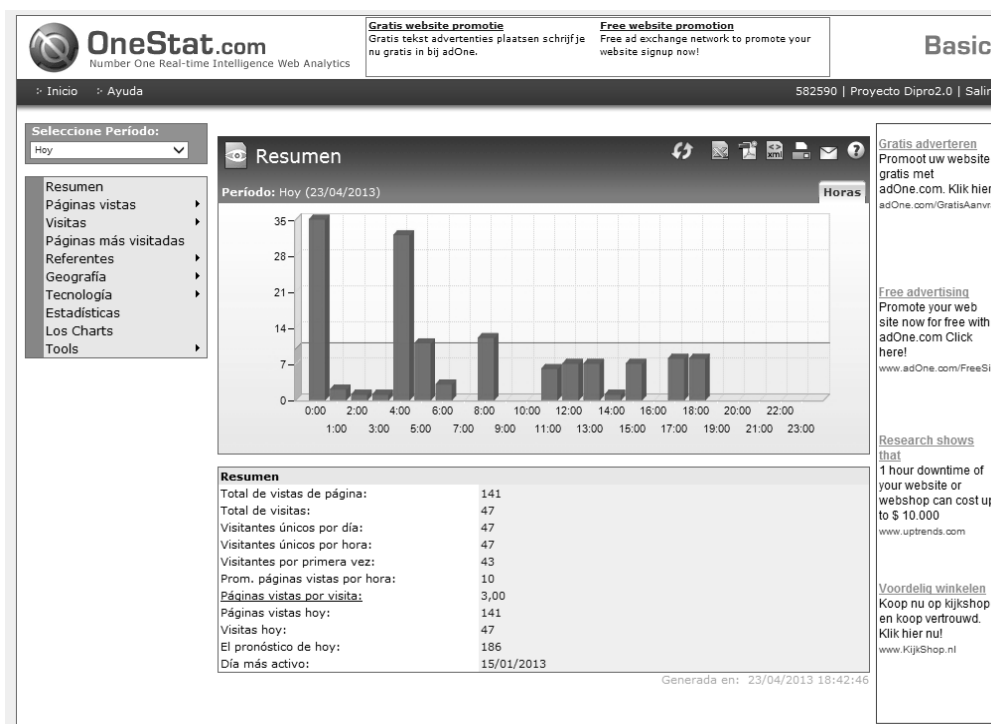 OneStat.com
Number One Real-time Intelligence Web Analytics
Gratis website promotie
Gratis tekst advertenties plaatsen schrijf je
nu gratis in bij adOne.
Free website promotion
Free ad exchange network to promote your
website signup now!
Basic
Inicio
Ayuda
582590 | Proyecto Dipro2.0 | Salir
Seleccione Período:
Hoy
Resumen
Páginas vistas
Visitas
Páginas más visitadas
Referentes
Geografía
Tecnología
Estadísticas
Los Charts
Tools
Resumen
xml
?
Período: Hoy (23/04/2013)
Horas
35
28
21
14
7
0
0:00 2:00 4:00 6:00 8:00 10:00 12:00 14:00 16:00 18:00 20:00 22:00
1:00 3:00 5:00 7:00 9:00 11:00 13:00 15:00 17:00 19:00 21:00 23:00
Resumen
Total de vistas de página: 141
Total de visitas: 47
Visitantes únicos por día: 47
Visitantes únicos por hora: 47
Visitantes por primera vez: 43
Prom. páginas vistas por hora: 10
Páginas vistas por visita: 3,00
Páginas vistas hoy: 141
Visitas hoy: 47
El pronóstico de hoy: 186
Día más activo: 15/01/2013
Generada en: 23/04/2013 18:42:46
Gratis adverteren
Promoot uw website
gratis met
adOne.com. Klik hier
adOne.com/GratisAanvra
Free advertising
Promote your web
site now for free with
adOne.com Click
here!
www.adOne.com/FreeSi
Research shows
that
1 hour downtime of
your website or
webshop can cost up
to $ 10.000
www.uptrends.com
Voordelig winkelen
Koop nu op kijkshop
en koop vertrouwd.
Klik hier nu!
www.KijkShop.nl